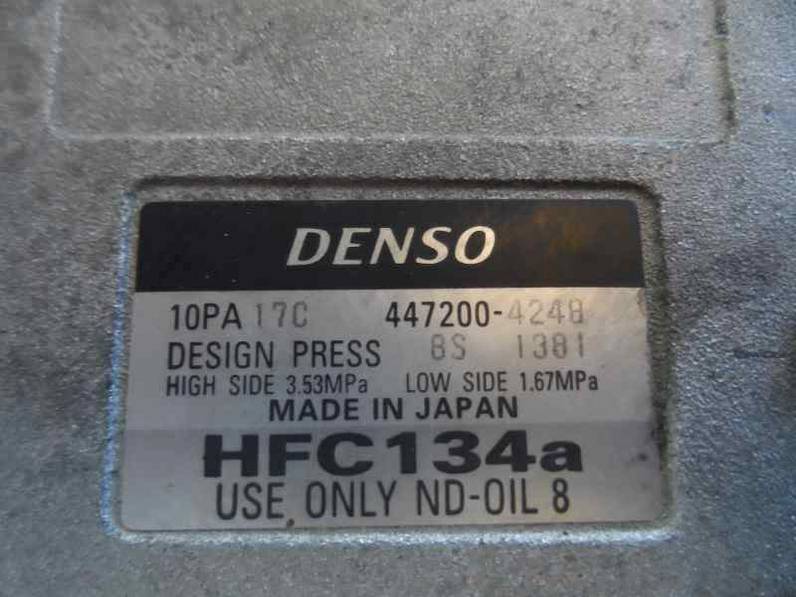 DENSO
10PA 17C 447200-4248
DESIGN PRESS 8S 1381
HIGH SIDE 3.53MPa LOW SIDE 1.67MPa
MADE IN JAPAN
HFC134a
USE ONLY ND-OIL 8